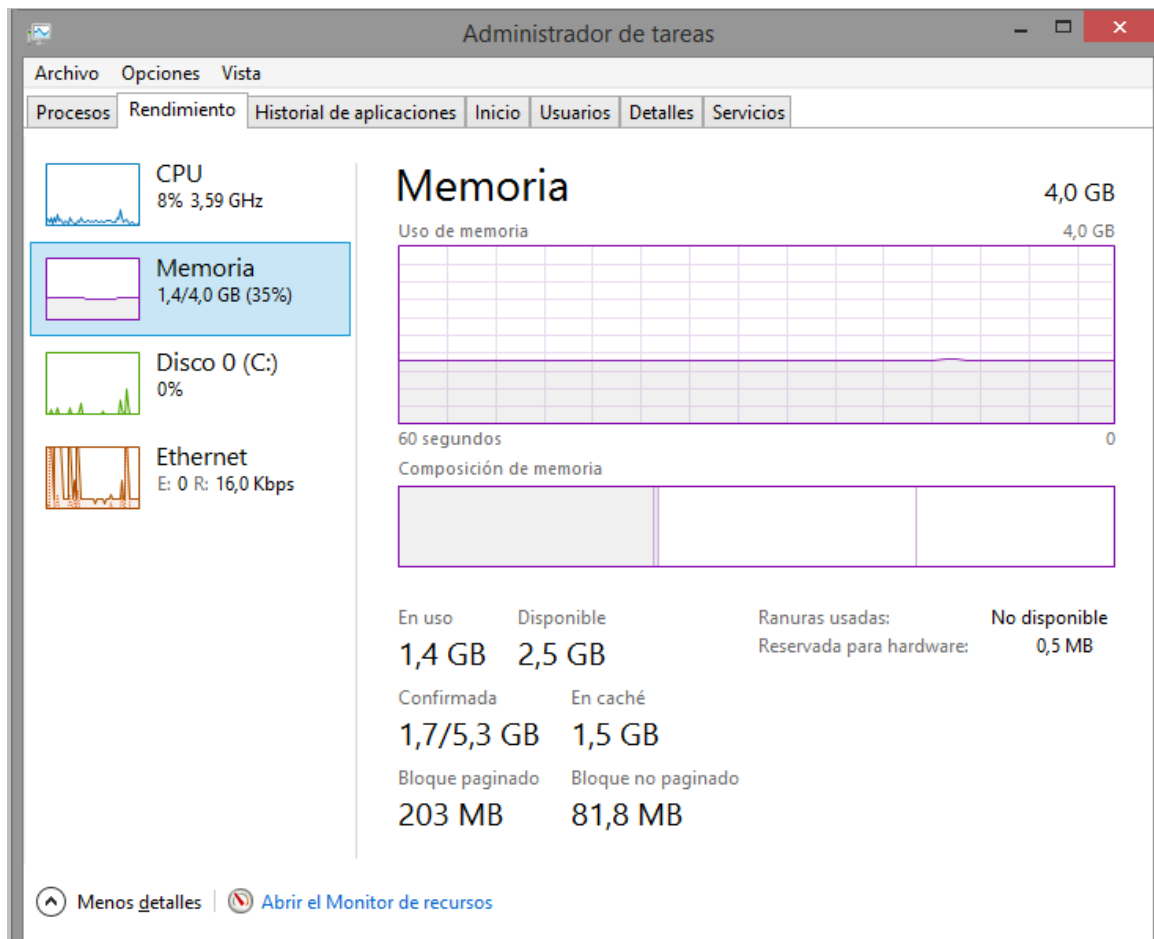 Administrador de tareas
Archivo Opciones Vista
Procesos Rendimiento Historial de aplicaciones Inicio Usuarios Detalles Servicios
CPU
8% 3,59 GHz
Memoria
1,4/4,0 GB (35%)
Disco 0 (C:)
0%
Ethernet
E: 0 R: 16,0 Kbps
Memoria 4,0 GB
Uso de memoria 4,0 GB
60 segundos 0
Composición de memoria
En uso Disponible
1,4 GB 2,5 GB
Ranuras usadas: No disponible
Reservada para hardware: 0,5 MB
Confirmada En caché
1,7/5,3 GB 1,5 GB
Bloque paginado Bloque no paginado
203 MB 81,8 MB
Menos detalles Abrir el Monitor de recursos